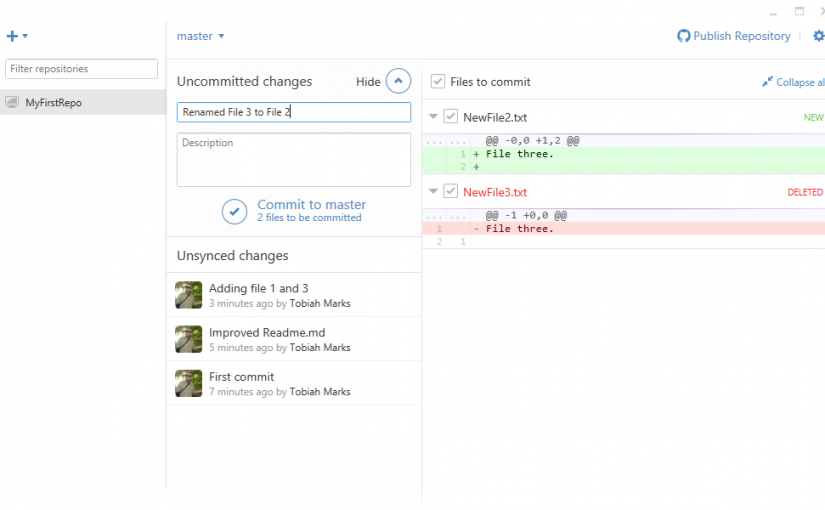 master
Publish Repository
Filter repositories
MyFirstRepo
Uncommitted changes
Hide
Renamed File 3 to File 2
Description
Commit to master
2 files to be committed
Unsynced changes
Adding file 1 and 3
3 minutes ago by Tobiah Marks
Improved Readme.md
5 minutes ago by Tobiah Marks
First commit
7 minutes ago by Tobiah Marks
Files to commit
Collapse al
NewFile2.txt
NEW
... ... @@ -0,0 +1,2 @@
1 + File three.
2 +
NewFile3.txt
DELETED
... ... @@ -1 +0,0 @@
1 - File three.
2 1